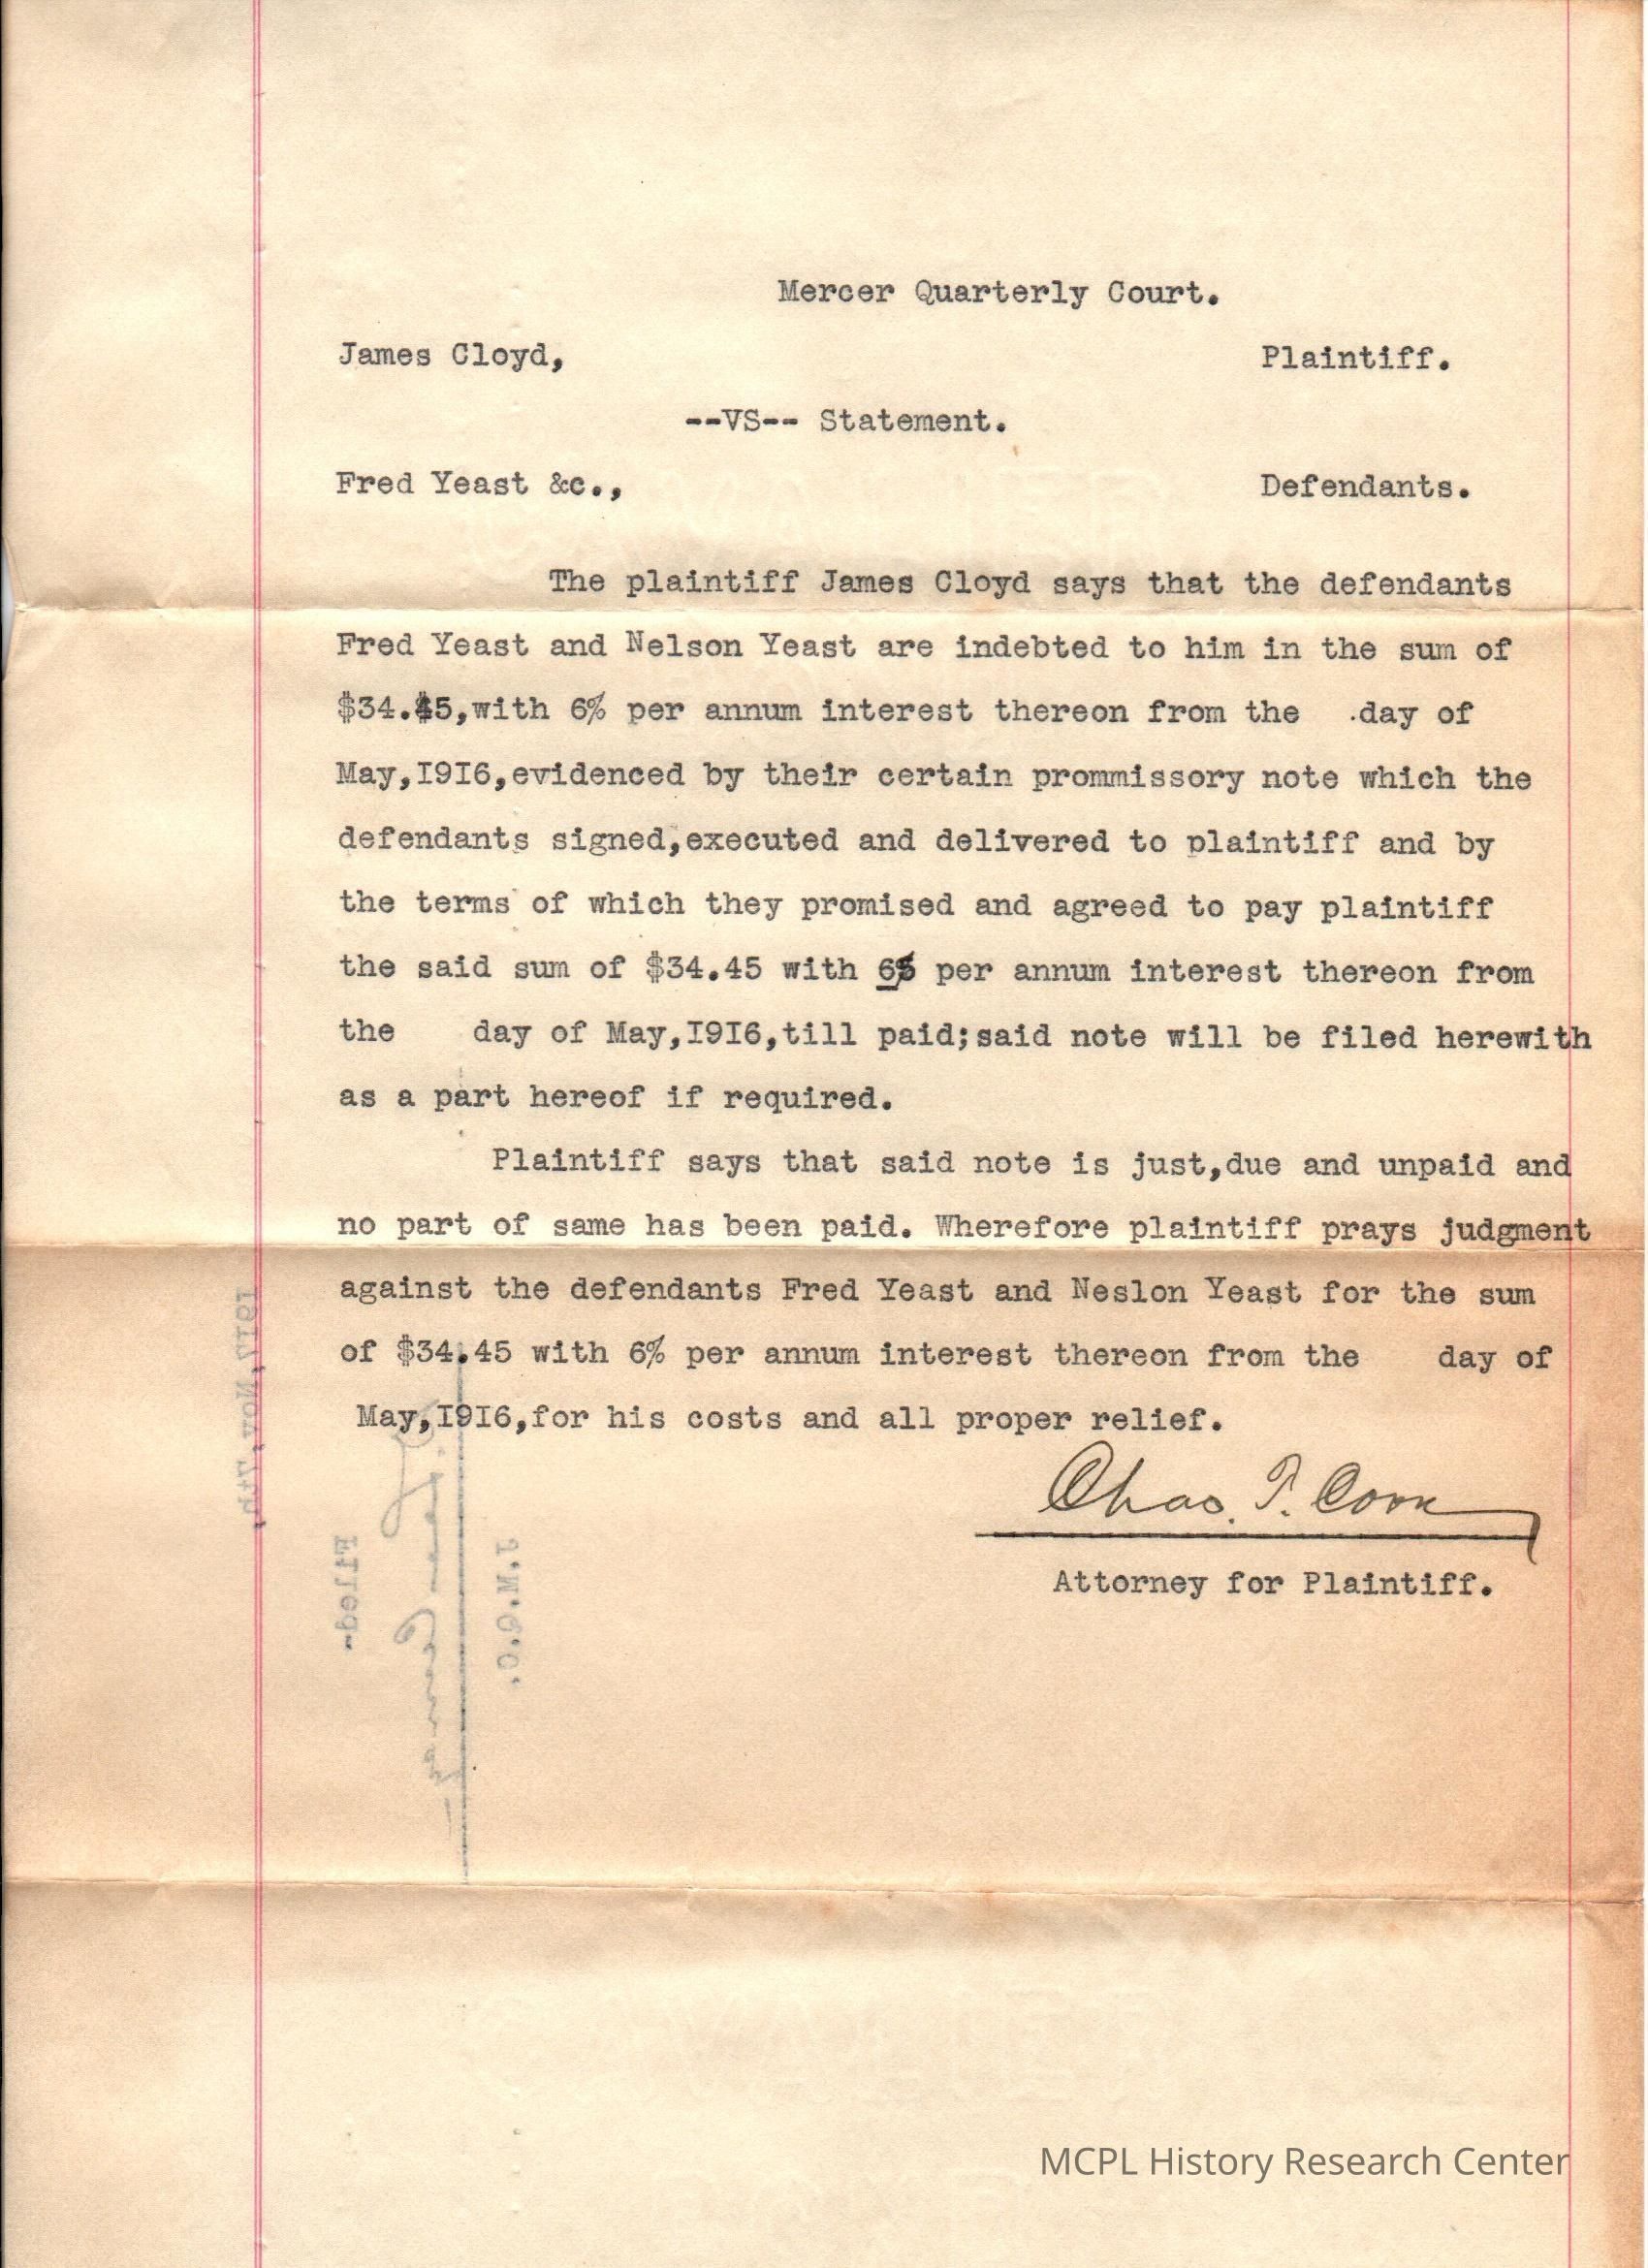 Mercer Quarterly Court.
James Cloyd, Plaintiff.
--VS-- Statement.
Fred Yeast &c., Defendants.
The plaintiff James Cloyd says that the defendants
Fred Yeast and Nelson Yeast are indebted to him in the sum of
$34.45,with 6% per annum interest thereon from the .day of
May,I9I6,evidenced by their certain prommissory note which the
defendants signed,executed and delivered to plaintiff and by
the terms of which they promised and agreed to pay plaintiff
the said sum of $34.45 with 6% per annum interest thereon from
the day of May,I9I6,till paid;said note will be filed herewith
as a part hereof if required.
Plaintiff says that said note is just,due and unpaid and
no part of same has been paid. Wherefore plaintiff prays judgment
against the defendants Fred Yeast and Neslon Yeast for the sum
of $34.45 with 6% per annum interest thereon from the day of
May,I9I6,for his costs and all proper relief.
Chas. T. Corn
Attorney for Plaintiff.
Filed-
J.M.Q.C.
MCPL History Research Center